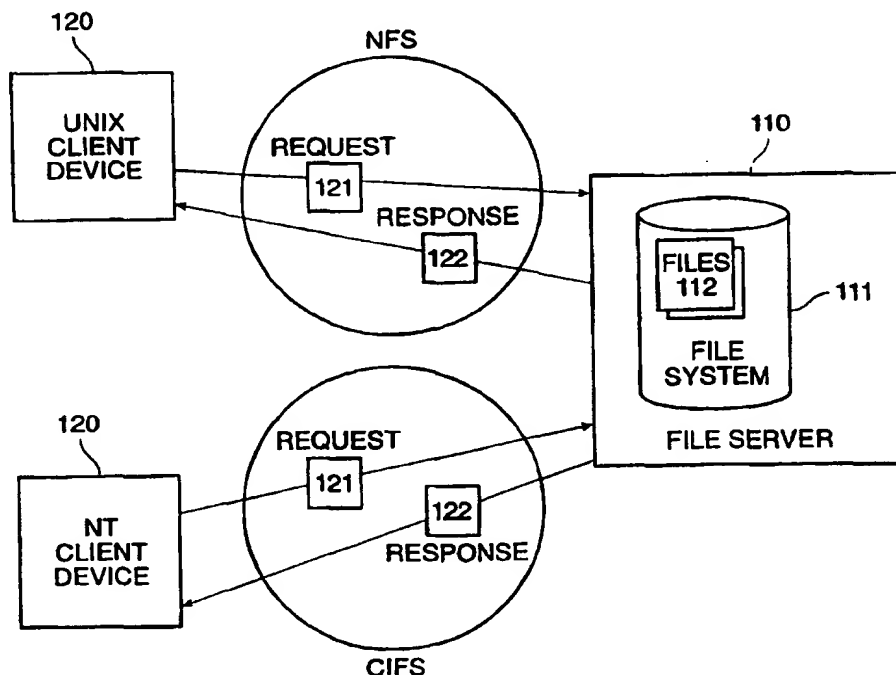 120
UNIX
CLIENT
DEVICE
NFS
REQUEST
121
RESPONSE
122
110
FILES
112
111
FILE
SYSTEM
FILE SERVER
120
NT
CLIENT
DEVICE
REQUEST
121
122
RESPONSE
CIFS